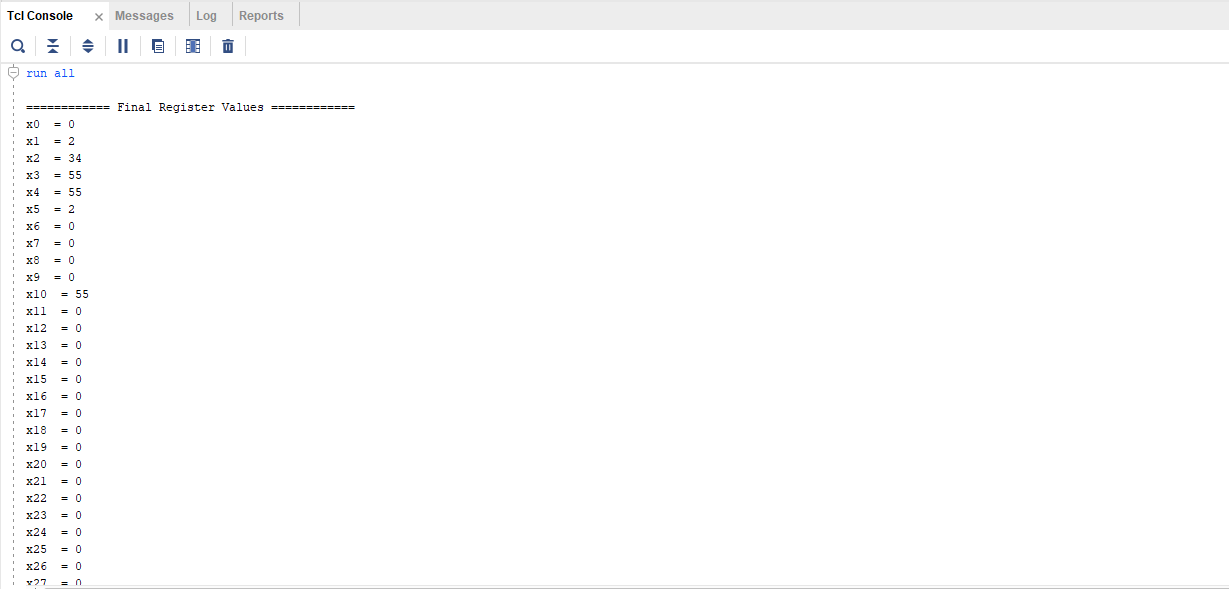 Tcl Console × Messages Log Reports
run all
============ Final Register Values ============
x0  = 0
x1  = 2
x2  = 34
x3  = 55
x4  = 55
x5  = 2
x6  = 0
x7  = 0
x8  = 0
x9  = 0
x10  = 55
x11  = 0
x12  = 0
x13  = 0
x14  = 0
x15  = 0
x16  = 0
x17  = 0
x18  = 0
x19  = 0
x20  = 0
x21  = 0
x22  = 0
x23  = 0
x24  = 0
x25  = 0
x26  = 0
x27  = 0